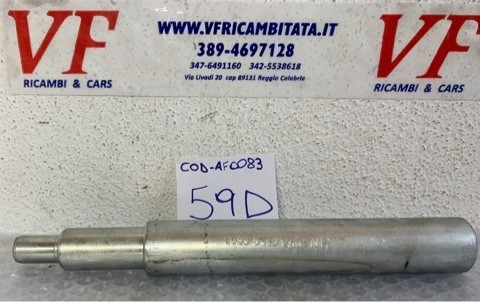 VF
RICAMBI & CARS
WWW.VFRICAMBITATA.IT
389-4697128
347-6491160 342-5538618
Via Livadi 20 cap 89131 Reggio Calabria
VF
RICAMBI & CARS
COD-AFC083
59D